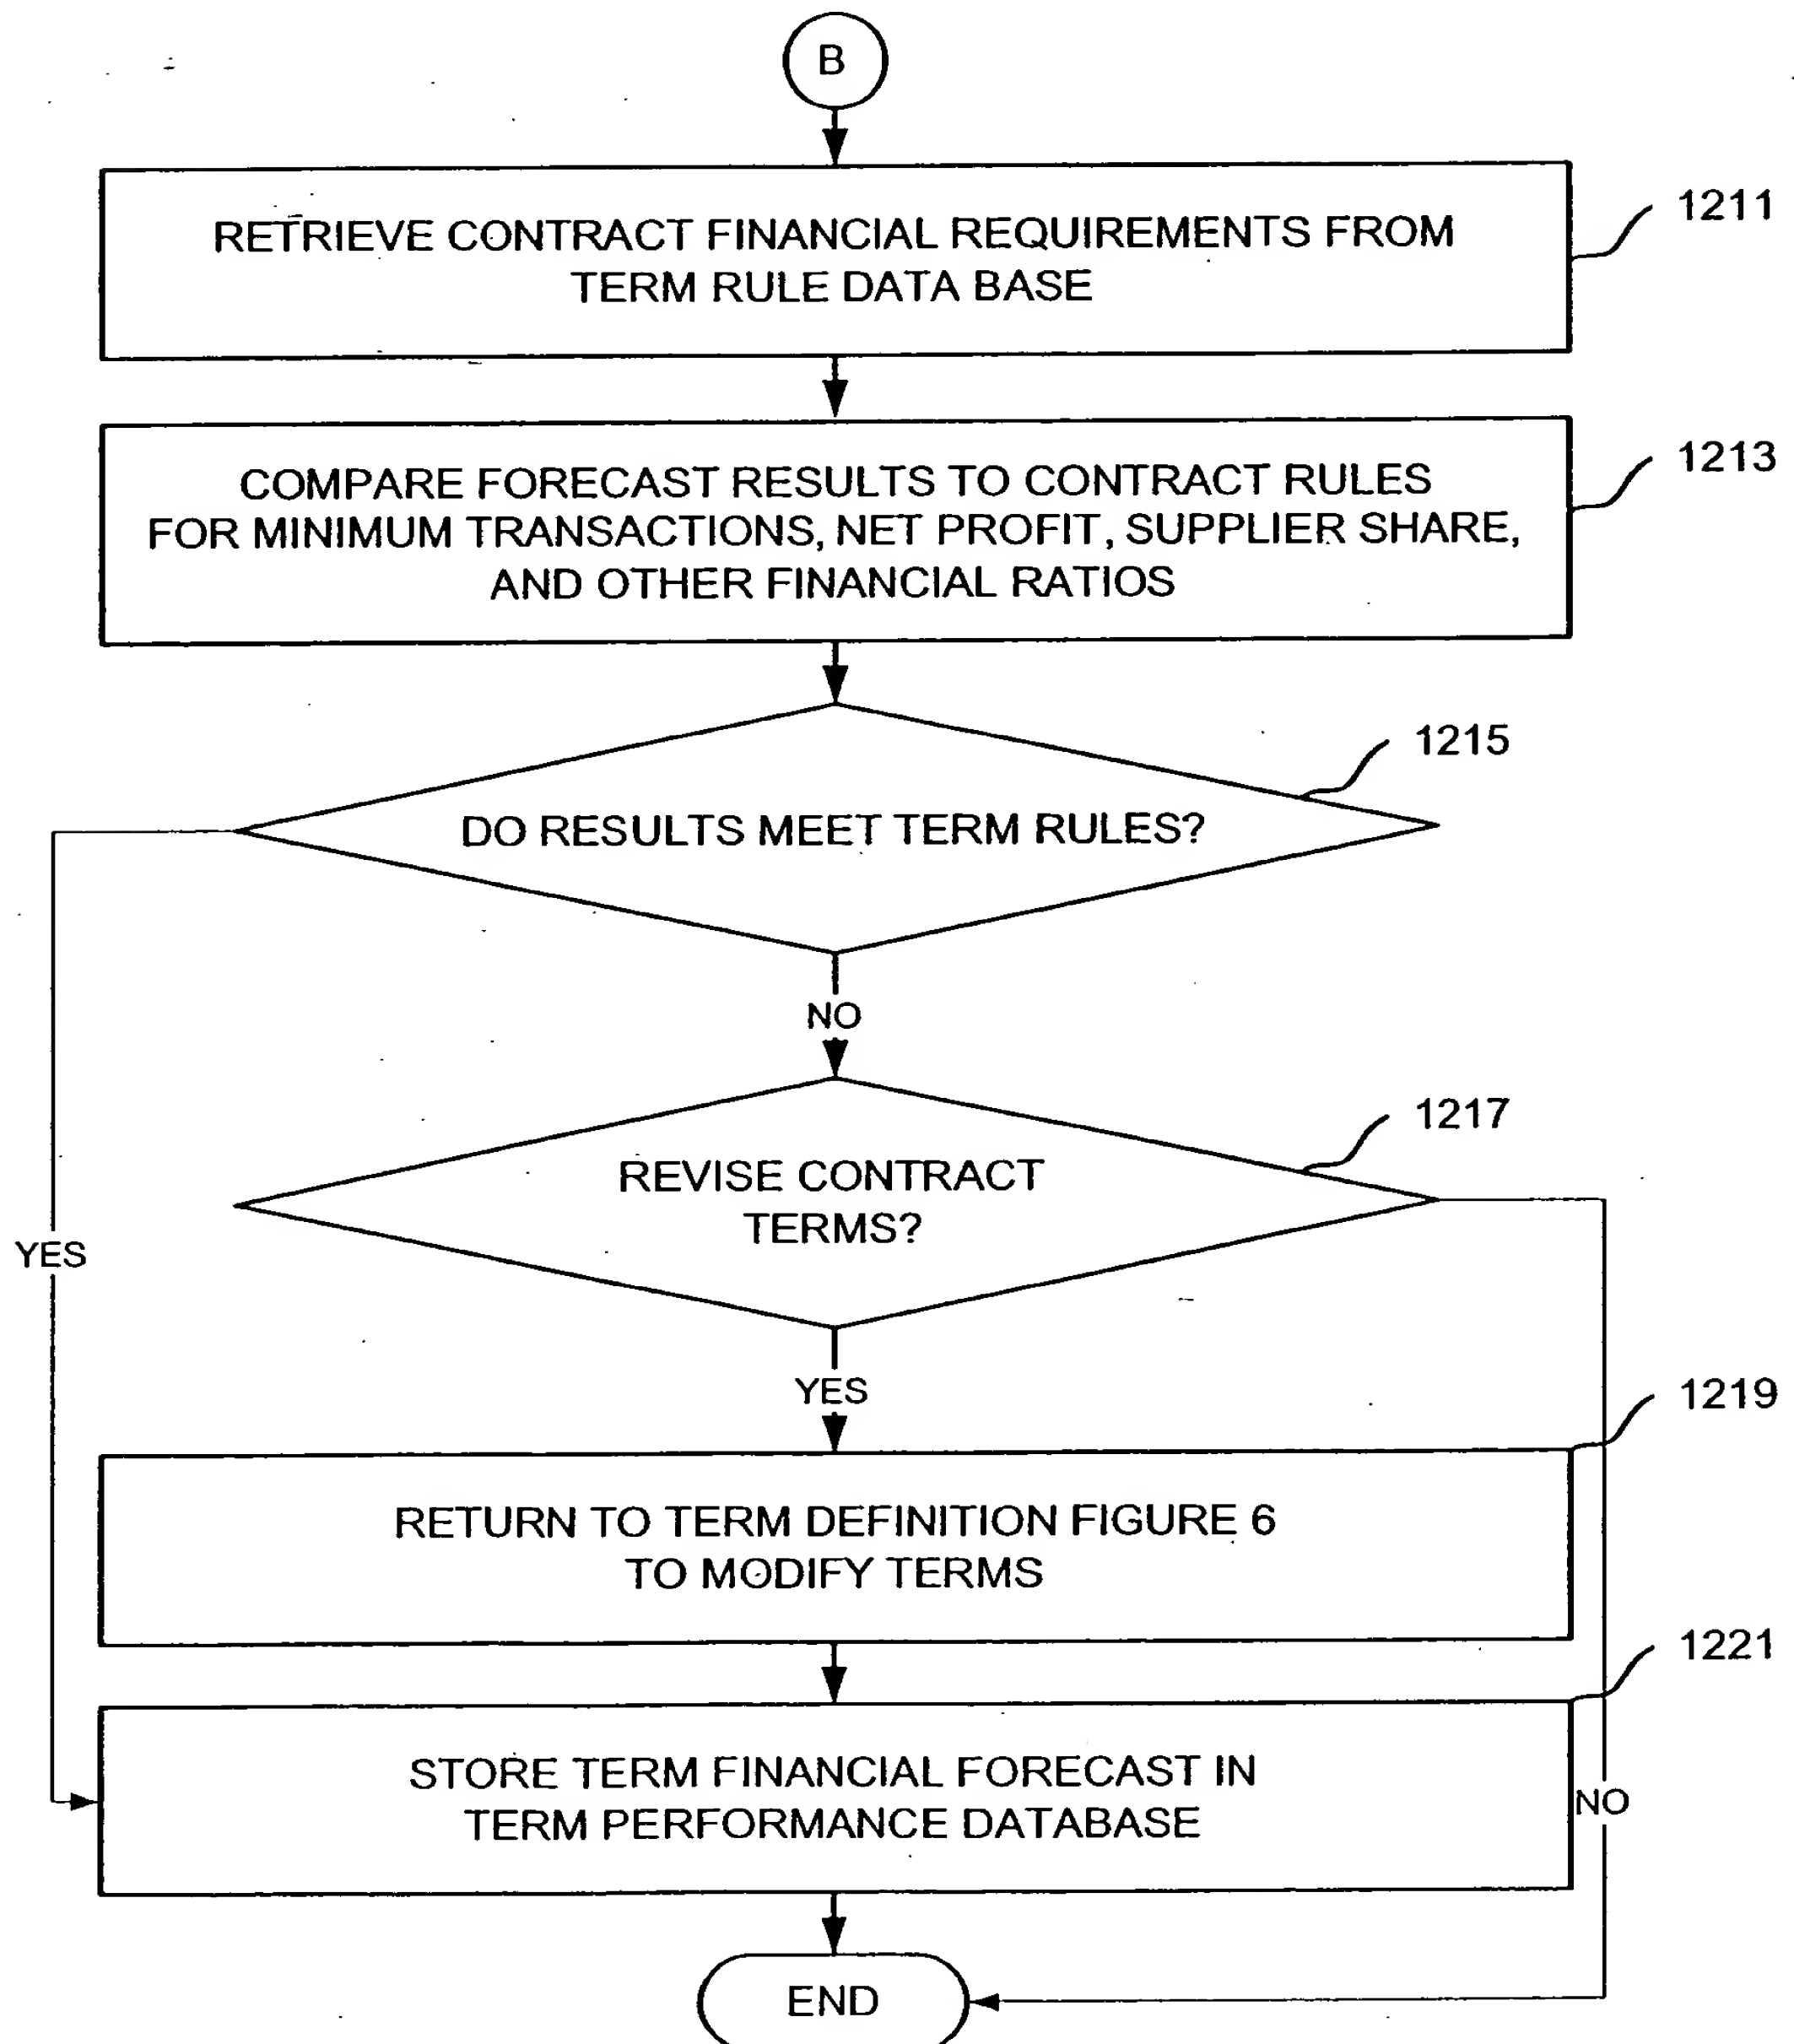 B
RETRIEVE CONTRACT FINANCIAL REQUIREMENTS FROM
TERM RULE DATA BASE
1211
COMPARE FORECAST RESULTS TO CONTRACT RULES
FOR MINIMUM TRANSACTIONS, NET PROFIT, SUPPLIER SHARE,
AND OTHER FINANCIAL RATIOS
1213
DO RESULTS MEET TERM RULES?
1215
NO
REVISE CONTRACT
TERMS?
1217
YES
YES
RETURN TO TERM DEFINITION FIGURE 6
TO MODIFY TERMS
1219
STORE TERM FINANCIAL FORECAST IN
TERM PERFORMANCE DATABASE
1221
NO
END